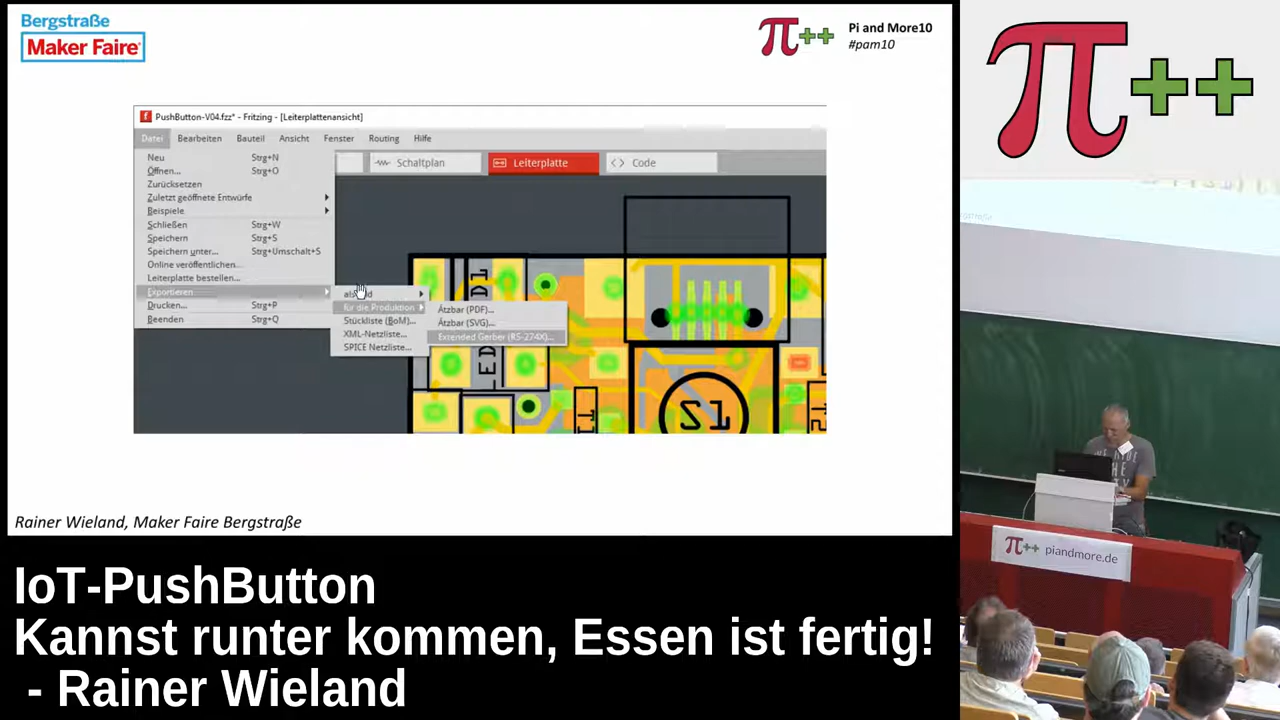 Bergstraße
Maker Faire
π++
Pi and More10
#pam10
π++
PushButton-V04.fzz* - Fritzing - [Leiterplattenansicht]
Datei Bearbeiten Bauteil Ansicht Fenster Routing Hilfe
Schaltplan Leiterplatte Code
Neu Strg+N
Öffnen... Strg+O
Zurücksetzen
Zuletzt geöffnete Entwürfe
Beispiele
Schließen Strg+W
Speichern Strg+S
Speichern unter... Strg+Umschalt+S
Online veröffentlichen...
Leiterplatte bestellen...
Exportieren
Drucken... Strg+P
Beenden Strg+Q
für die Produktion
Stückliste (BoM)...
XML-Netzliste...
SPICE Netzliste...
Ätzbar (PDF)...
Ätzbar (SVG)...
Extended Gerber (RS-274X)...
S1
Rainer Wieland, Maker Faire Bergstraße
π++ piandmore.de
IoT-PushButton
Kannst runter kommen, Essen ist fertig!
- Rainer Wieland